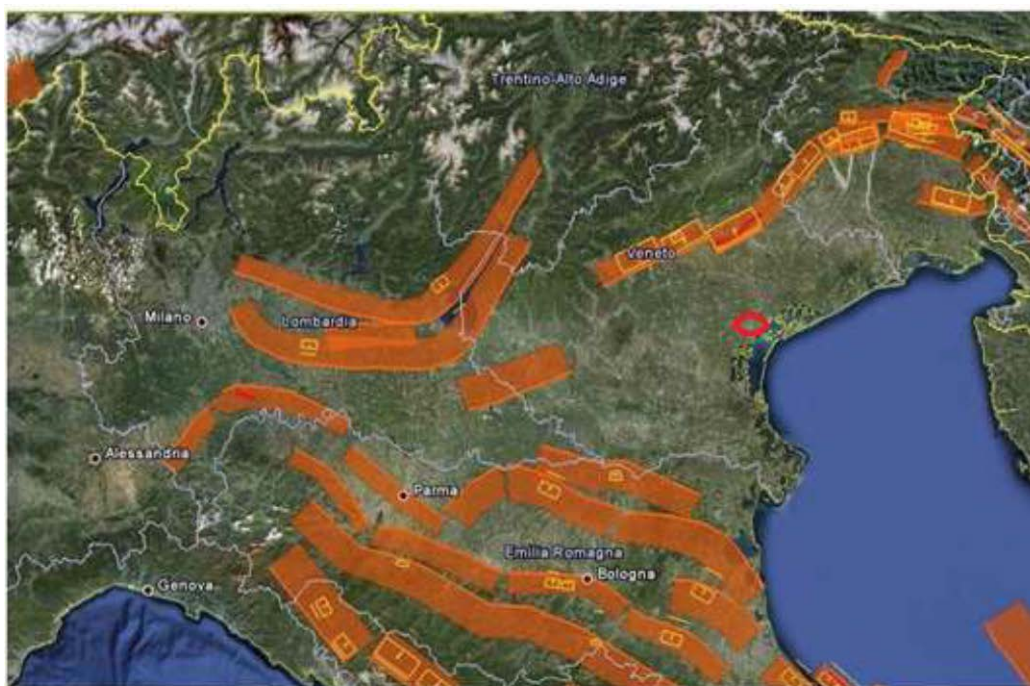 Trentino-Alto Adige
Veneto
Milano
Lombardia
Alessandria
Parma
Emilia Romagna
Bologna
Genova